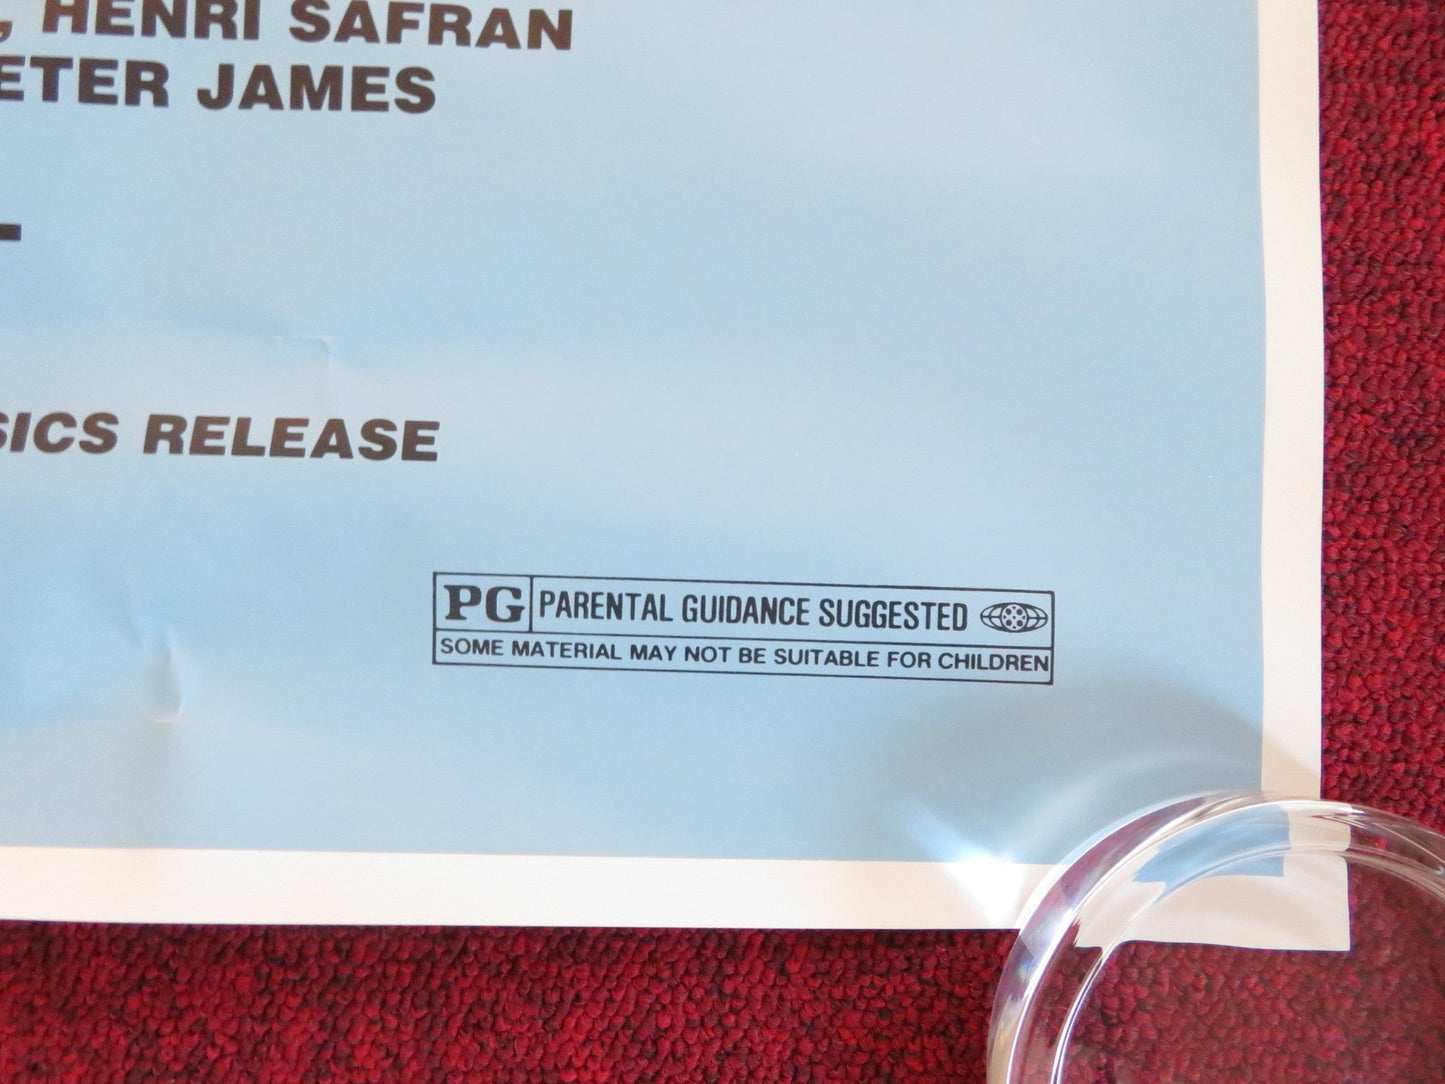 , HENRI SAFRAN
ETER JAMES
SICS RELEASE
PG PARENTAL GUIDANCE SUGGESTED
SOME MATERIAL MAY NOT BE SUITABLE FOR CHILDREN